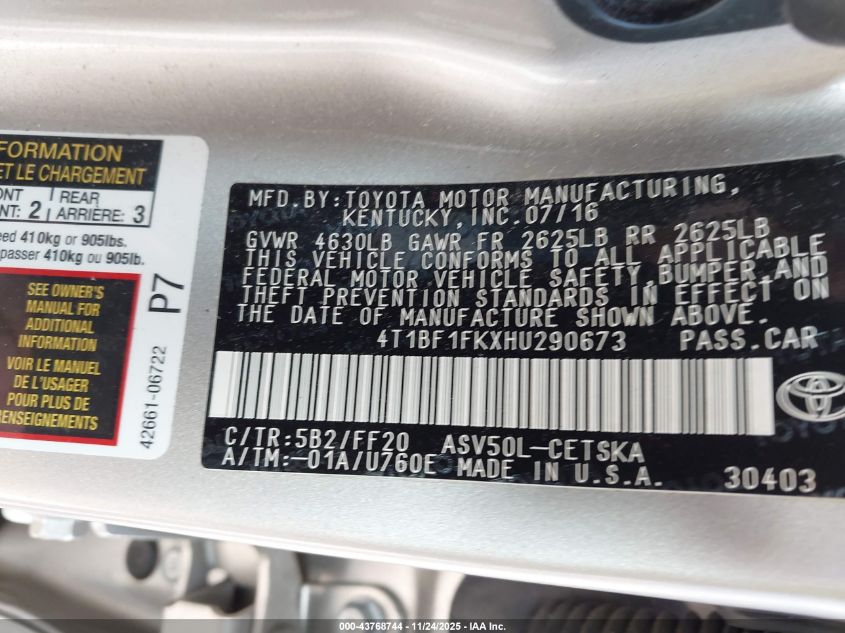 FORMATION
ET LE CHARGEMENT
REAR
: 2 ARRIÈRE: 3
410kg or 905lbs.
passer 410kg ou 905lb.
SEE OWNER'S
MANUAL FOR
ADDITIONAL
INFORMATION
VOIR LE MANUEL
DE L'USAGER
POUR PLUS DE
RENSEIGNEMENTS
42661-06722 P7
MFD.BY:TOYOTA MOTOR MANUFACTURING,
KENTUCKY, INC.07/16
GVWR 4630LB GAWR FR 2625LB RR 2625LB
THIS VEHICLE CONFORMS TO ALL APPLICABLE
FEDERAL MOTOR VEHICLE SAFETY,BUMPER,AND
THEFT PREVENTION STANDARDS IN EFFECT ON
THE DATE OF MANUFACTURE SHOWN ABOVE.
4T1BF1FKXHU290673 PASS.CAR
C/TR:5B2/FF20 ASV50L-CETSKA
A/TM:-01A/U760E MADE IN U.S.A. 30403
000-43768744 - 11/24/2025 - IAA Inc.